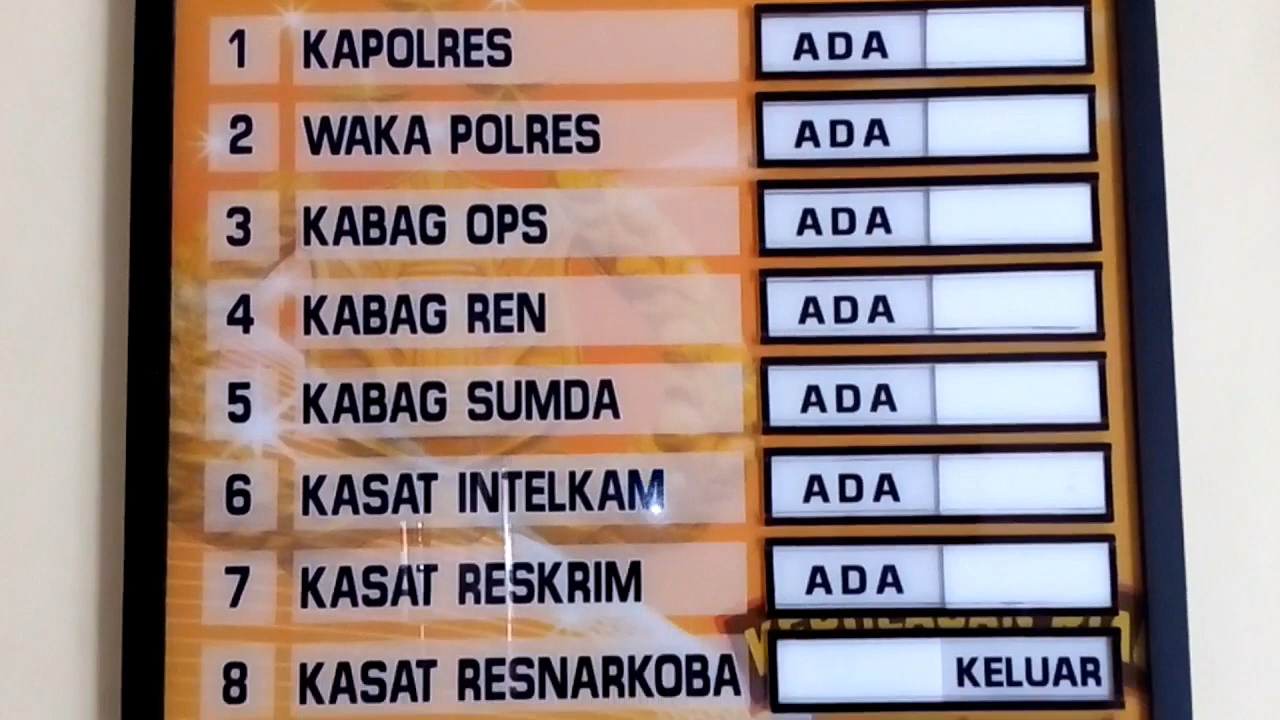 1 KAPOLRES ADA
2 WAKA POLRES ADA
3 KABAG OPS ADA
4 KABAG REN ADA
5 KABAG SUMDA ADA
6 KASAT INTELKAM ADA
7 KASAT RESKRIM ADA
8 KASAT RESNARKOBA KELUAR